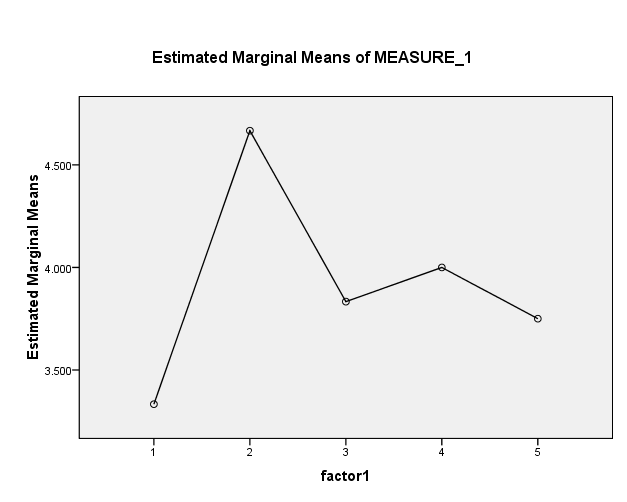 Estimated Marginal Means of MEASURE_1
Estimated Marginal Means
4.500
4.000
3.500
1 2 3 4 5
factor1